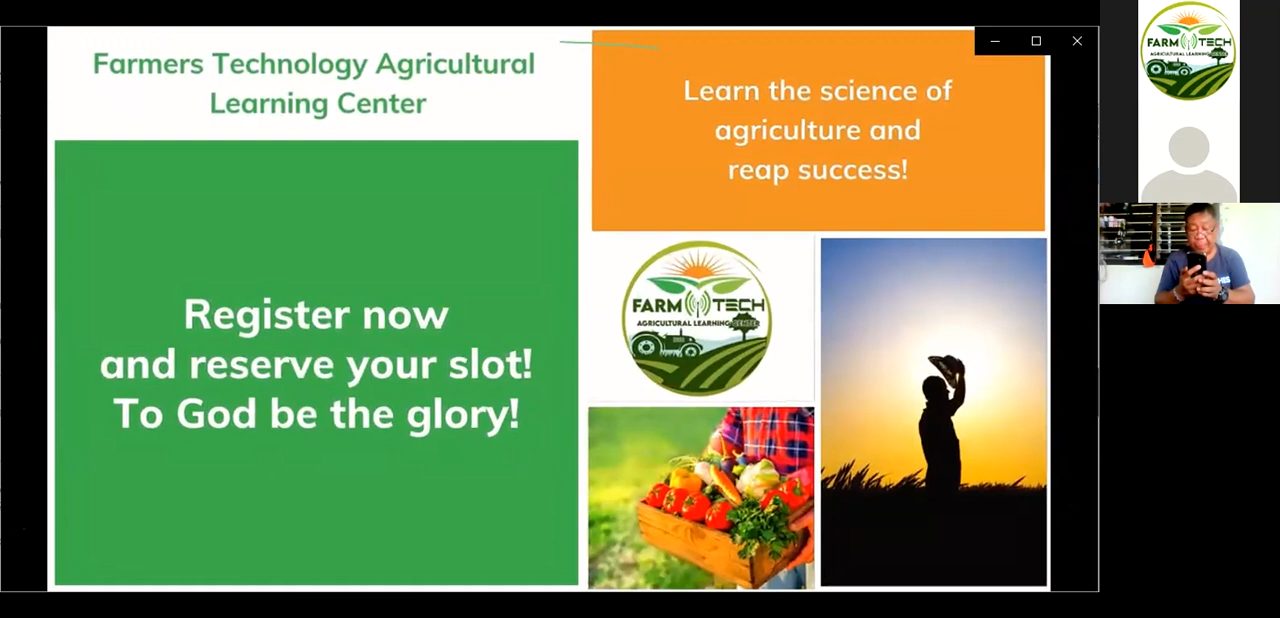 Farmers Technology Agricultural
Learning Center
Learn the science of
agriculture and
reap success!
Register now
and reserve your slot!
To God be the glory!
FARM TECH
AGRICULTURAL LEARNING CENTER
FARM TECH
AGRICULTURAL LEARNING CENTER